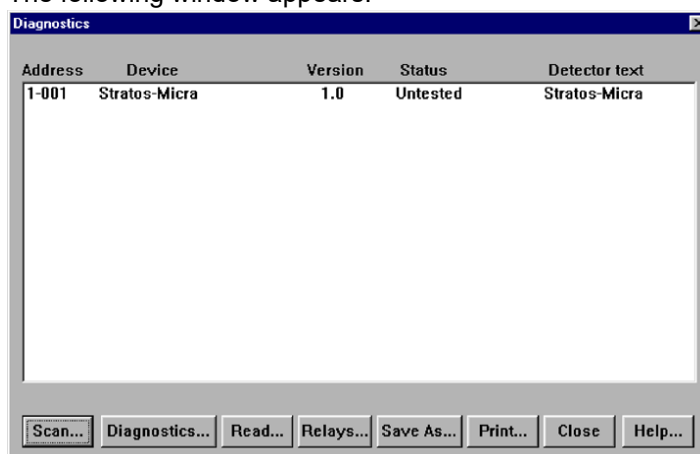 The following window appears:
Diagnostics
Address Device Version Status Detector text
1-001 Stratos-Micra 1.0 Untested Stratos-Micra
Scan... Diagnostics... Read... Relays... Save As... Print... Close Help...